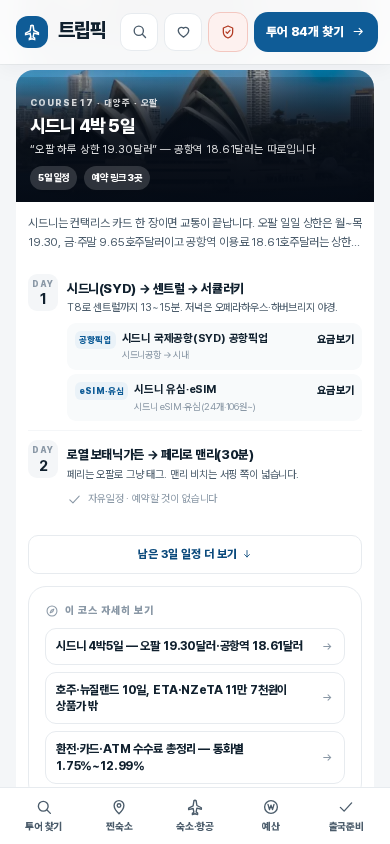 트립픽
투어 84개 찾기 →
COURSE 17 · 대양주 · 오팔
시드니 4박 5일
“오팔 하루 상한 19.30달러” — 공항역 18.61달러는 따로입니다
5일 일정
예약 링크 3곳
시드니는 컨택리스 카드 한 장이면 교통이 끝납니다. 오팔 일일 상한은 월~목
19.30, 금·주말 9.65호주달러이고 공항역 이용료 18.61호주달러는 상한...
DAY
1
시드니(SYD) → 센트럴 → 서큘러키
T8로 센트럴까지 13~15분. 저녁은 오페라하우스·하버브리지 야경.
공항픽업
시드니 국제공항(SYD) 공항픽업
요금보기
시드니공항 → 시내
eSIM·유심
시드니 유심·eSIM
요금보기
시드니 eSIM·유심(24개·106원~)
DAY
2
로열 보태닉가든 → 페리로 맨리(30분)
페리는 오팔로 그냥 태그. 맨리 비치는 서핑 쪽이 넓습니다.
자유일정 · 예약할 것이 없습니다
남은 3일 일정 더 보기 ↓
이 코스 자세히 보기
시드니 4박5일 — 오팔 19.30달러·공항역 18.61달러 →
호주·뉴질랜드 10일, ETA·NZeTA 11만 7천원이
상품가 밖 →
환전·카드·ATM 수수료 총정리 — 통화별
1.75%~12.99% →
투어 찾기
찐숙소
숙소·항공
예산
출국준비